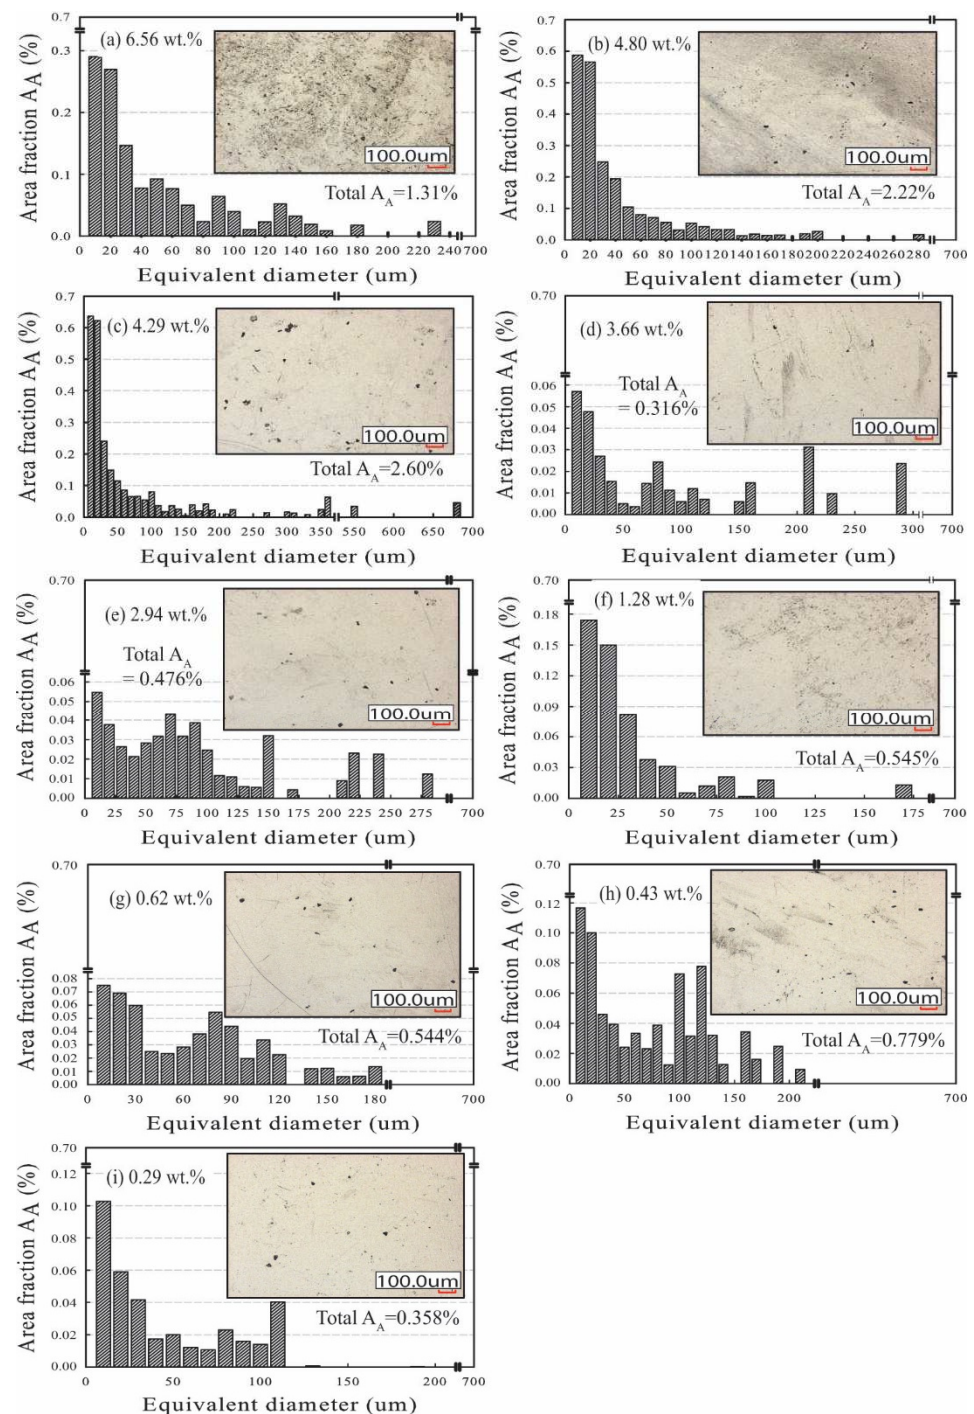 0.7
(a) 6.56 wt.%
0.3
0.2
0.1
0.0
Area fraction AA (%)
100.0um
Total AA=1.31%
20 40 60 80 100 120 140 160 180 200 220 240 700
Equivalent diameter (um)
0.7
(b) 4.80 wt.%
0.6
0.5
0.4
0.3
0.2
0.1
0.0
Area fraction AA (%)
100.0um
Total AA=2.22%
0 20 40 60 80 100 120 140 160 180 200 220 240 260 280 700
Equivalent diameter (um)
0.7
(c) 4.29 wt.%
0.6
0.5
0.4
0.3
0.2
0.1
0.0
Area fraction AA (%)
100.0um
Total AA=2.60%
0 50 100 150 200 250 300 350 550 600 650 700
Equivalent diameter (um)
0.70
(d) 3.66 wt.%
Total AA
= 0.316%
0.06
0.05
0.04
0.03
0.02
0.01
0.00
Area fraction AA (%)
100.0um
0 50 100 150 200 250 300 700
Equivalent diameter (um)
0.70
(e) 2.94 wt.%
Total AA
= 0.476%
0.06
0.05
0.04
0.03
0.02
0.01
0.00
Area fraction AA (%)
100.0um
25 50 75 100 125 150 175 200 225 250 275 700
Equivalent diameter (um)
0.70
(f) 1.28 wt.%
0.18
0.15
0.12
0.09
0.06
0.03
0.00
Area fraction AA (%)
100.0um
Total AA=0.545%
0 25 50 75 100 125 150 175 700
Equivalent diameter (um)
0.70
(g) 0.62 wt.%
0.08
0.07
0.06
0.05
0.04
0.03
0.02
0.01
0.00
Area fraction AA (%)
100.0um
Total AA=0.544%
0 30 60 90 120 150 180 700
Equivalent diameter (um)
0.70
(h) 0.43 wt.%
0.12
0.10
0.08
0.06
0.04
0.02
0.00
Area fraction AA (%)
100.0um
Total AA=0.779%
0 50 100 150 200 700
Equivalent diameter (um)
0.70
(i) 0.29 wt.%
0.12
0.10
0.08
0.06
0.04
0.02
0.00
Area fraction AA (%)
100.0um
Total AA=0.358%
0 50 100 150 200 700
Equivalent diameter (um)